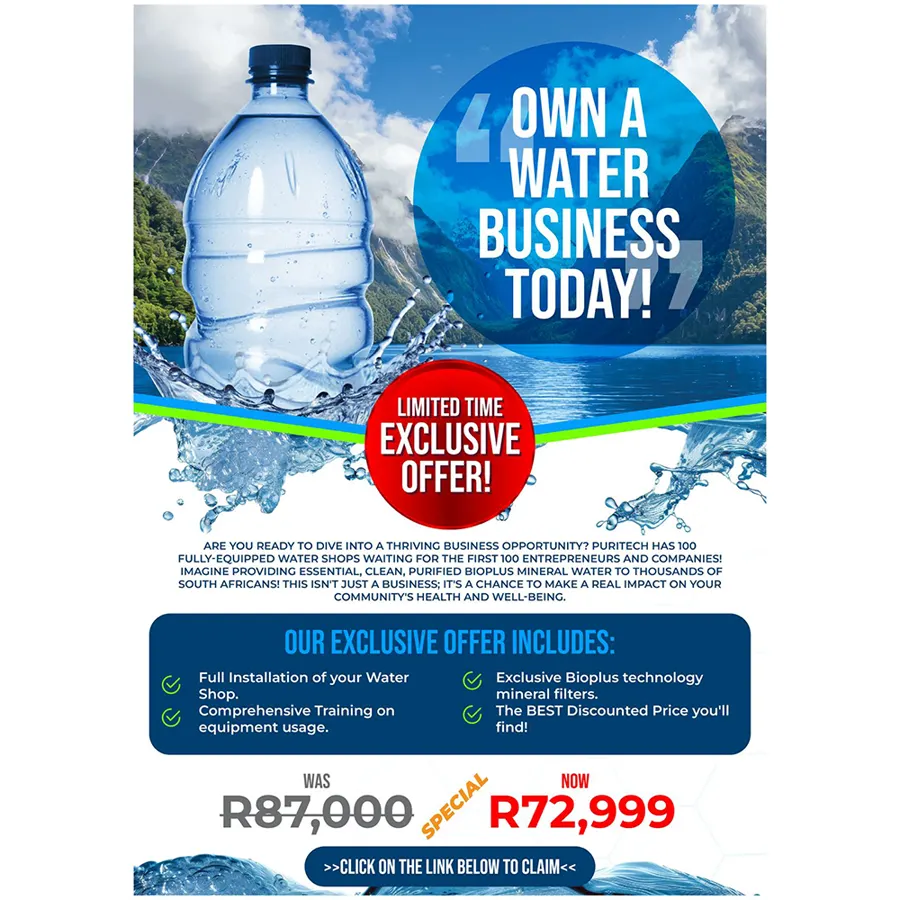 OWN A
WATER
BUSINESS
TODAY!
LIMITED TIME
EXCLUSIVE
OFFER!
ARE YOU READY TO DIVE INTO A THRIVING BUSINESS OPPORTUNITY? PURITECH HAS 100
FULLY-EQUIPPED WATER SHOPS WAITING FOR THE FIRST 100 ENTREPRENEURS AND COMPANIES!
IMAGINE PROVIDING ESSENTIAL, CLEAN, PURIFIED BIOPLUS MINERAL WATER TO THOUSANDS OF
SOUTH AFRICANS! THIS ISN'T JUST A BUSINESS; IT'S A CHANCE TO MAKE A REAL IMPACT ON YOUR
COMMUNITY'S HEALTH AND WELL-BEING.
OUR EXCLUSIVE OFFER INCLUDES:
Full Installation of your Water
Shop.
Comprehensive Training on
equipment usage.
Exclusive Bioplus technology
mineral filters.
The BEST Discounted Price you'll
find!
WAS
R87,000
SPECIAL
NOW
R72,999
>>CLICK ON THE LINK BELOW TO CLAIM<<